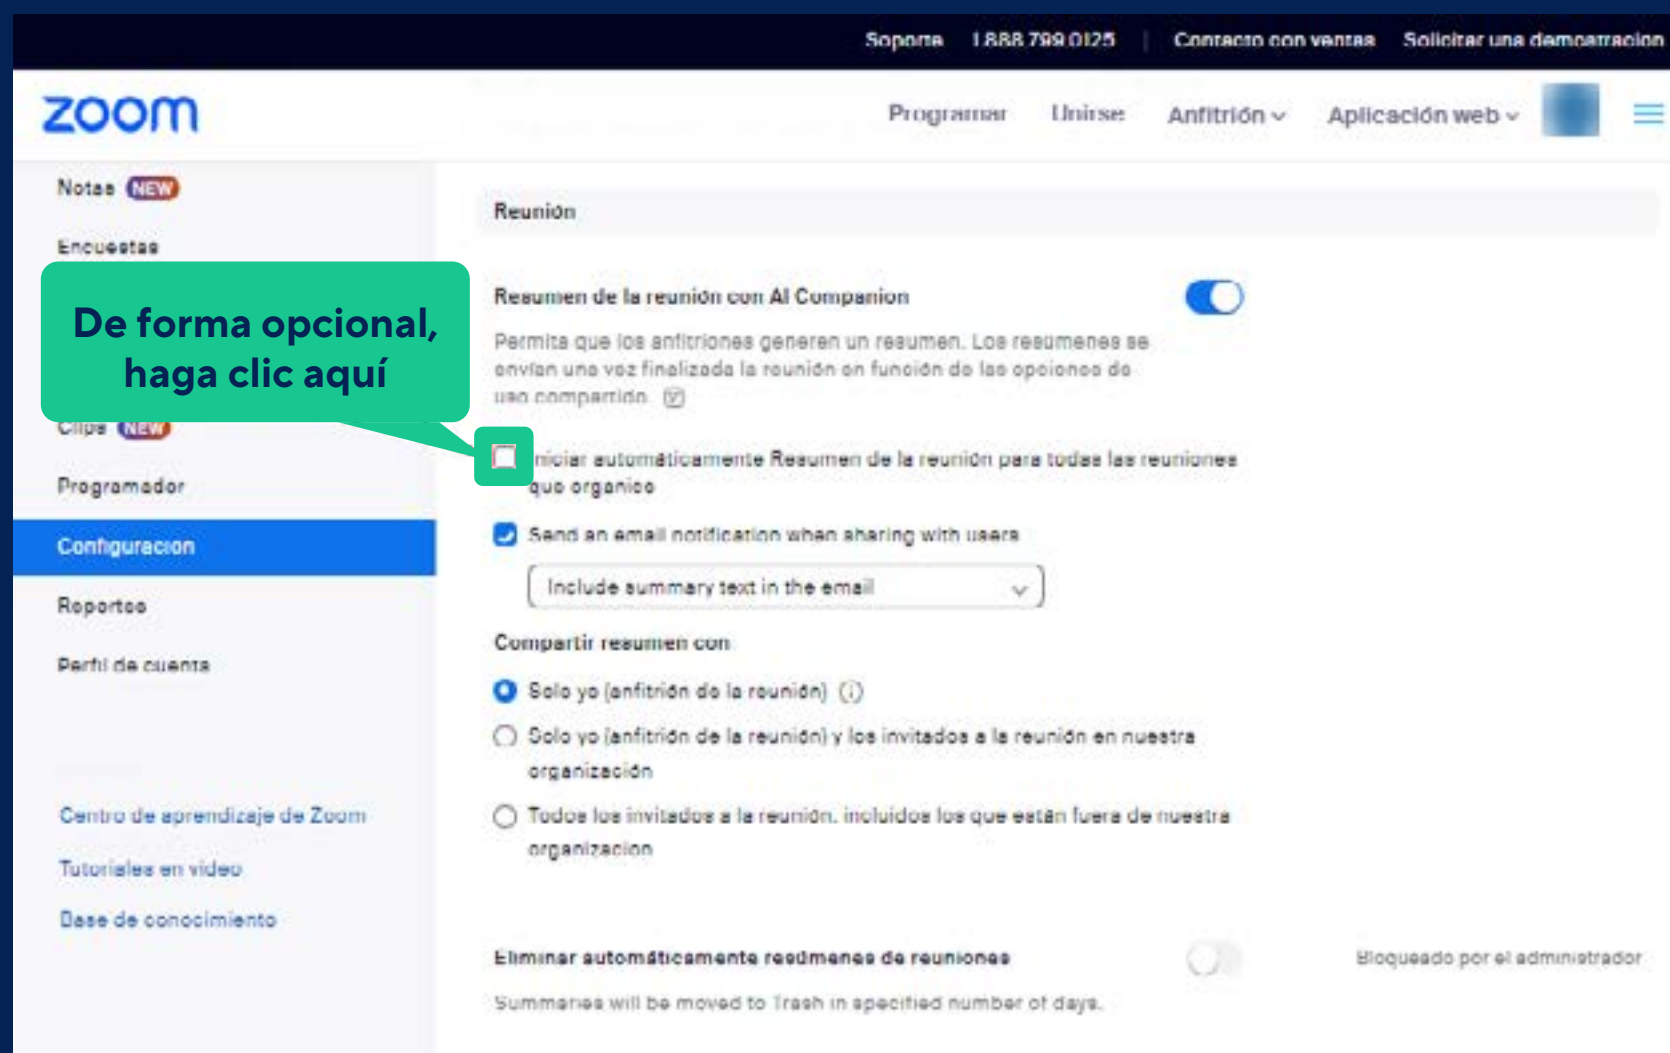 Soporte 1.888.799.0125 | Contacto con ventas Solicitar una demostración
zoom
Programar Unirse Anfitrión Aplicación web
Notas NEW
Encuestas
De forma opcional,
haga clic aquí
Clips NEW
Programador
Configuración
Reportes
Perfil de cuenta
Centro de aprendizaje de Zoom
Tutoriales en video
Base de conocimiento
Reunión
Resumen de la reunión con AI Companion
Permita que los anfitriones generen un resumen. Los resúmenes se
envían una vez finalizada la reunión en función de las opciones de
uso compartido.
Iniciar automáticamente Resumen de la reunión para todas las reuniones
que organice
Send an email notification when sharing with users
Include summary text in the email
Compartir resumen con
Solo yo (anfitrión de la reunión)
Solo yo (anfitrión de la reunión) y los invitados a la reunión en nuestra
organización
Todos los invitados a la reunión, incluidos los que están fuera de nuestra
organización
Eliminar automáticamente resúmenes de reuniones
Bloqueado por el administrador
Summaries will be moved to Trash in specified number of days.